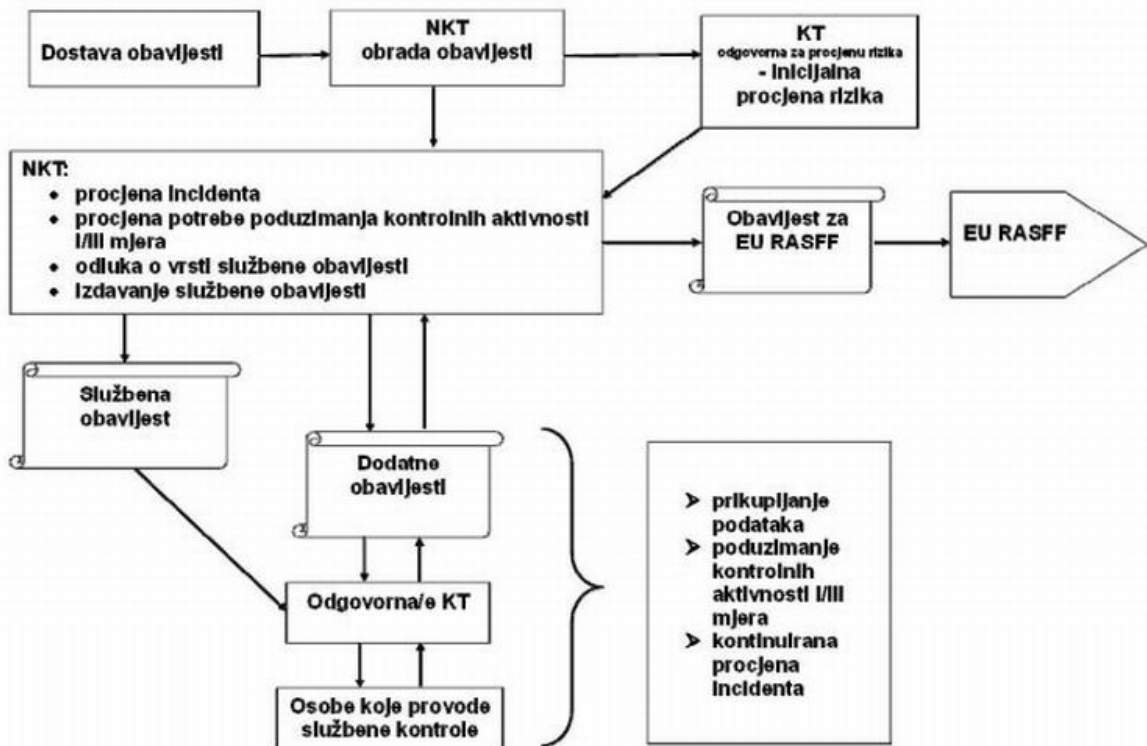 Dostava obavijesti
NKT
obrada obavijesti
KT
odgovorna za procjenu rizika
- Inicijalna
procjena rizika
NKT:
• procjena incidenta
• procjena potrebe poduzimanja kontrolnih aktivnosti
I/III mjera
• odluka o vrsti službene obavijesti
• Izdavanje službene obavijesti
Obavijest za
EU RASFF
EU RASFF
Službena
obavijest
Dodatne
obavijesti
Odgovorna/e KT
Osobe koje provode
službene kontrole
➢ prikupljanje
podataka
➢ poduzimanje
kontrolnih
aktivnosti I/III
mjera
➢ kontinuirana
procjena
incidenta